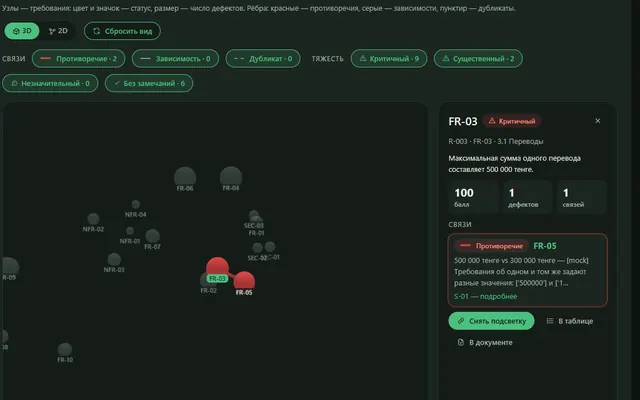 Узлы — требования: цвет и значок — статус, размер — число дефектов. Рёбра: красные — противоречия, серые — зависимости, пунктир — дубликаты.
3D 2D Сбросить вид
СВЯЗИ Противоречие · 2 Зависимость · 0 Дубликат · 0 ТЯЖЕСТЬ Критичный · 9 Существенный · 2
Незначительный · 0 Без замечаний · 6
FR-03 Критичный
R-003 · FR-03 · 3.1 Переводы
Максимальная сумма одного перевода
составляет 500 000 тенге.
100 1 1
балл дефектов связей
СВЯЗИ
Противоречие FR-05
500 000 тенге vs 300 000 тенге — [mock]
Требования об одном и том же задают
разные значения: ['500000'] и ['1...
S-01 — подробнее
Снять подсветку В таблице
В документе
FR-06 FR-04
NFR-04
NFR-02
SEC-03
FR-01
NFR-01 FR-07
SEC-02
NFR-03
FR-03
FR-02
FR-05
FR-10